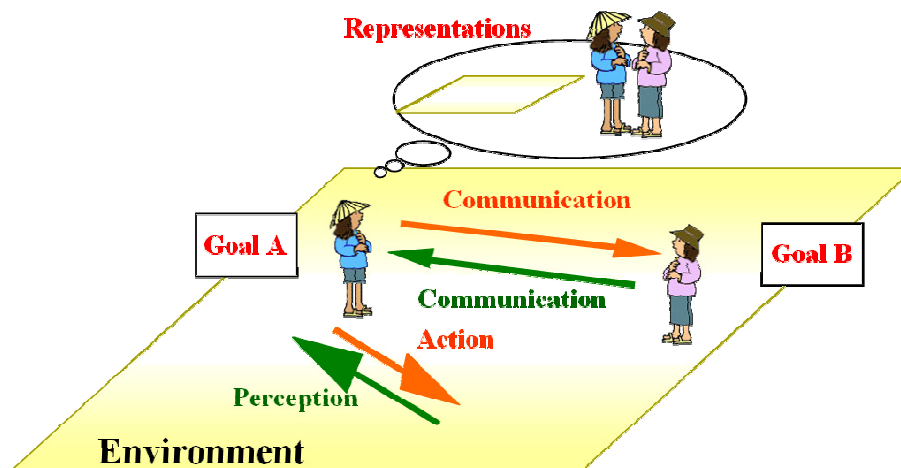 Representations
Communication
Goal A
Goal B
Communication
Action
Perception
Environment